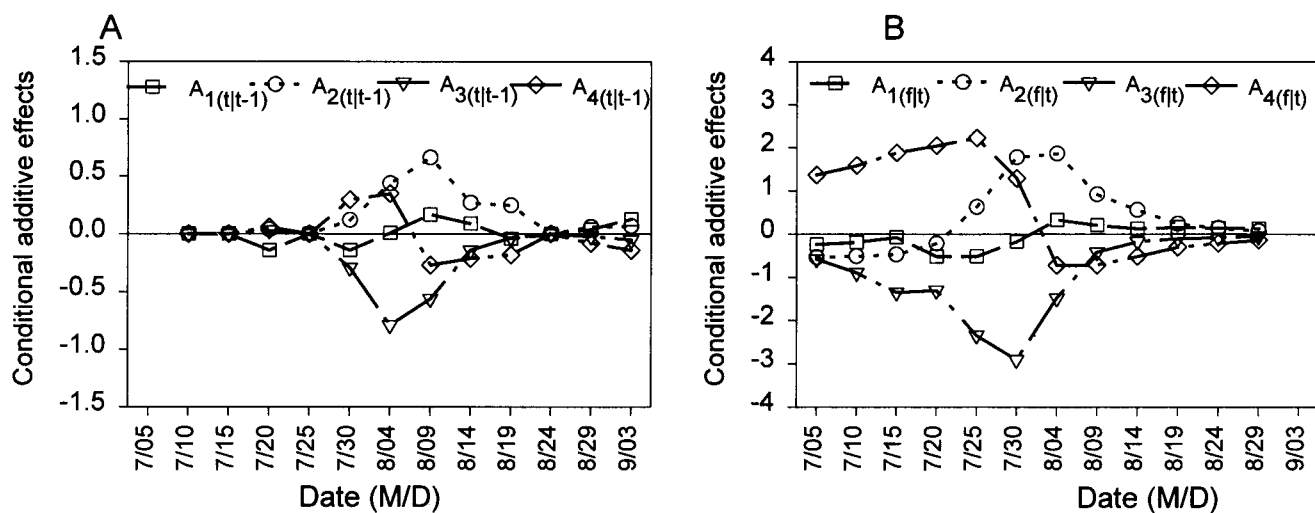 A
Conditional additive effects
1.5
1.0
0.5
0.0
-0.5
-1.0
-1.5
A1(t|t-1) A2(t|t-1) A3(t|t-1) A4(t|t-1)
7/05 7/10 7/15 7/20 7/25 7/30 8/04 8/09 8/14 8/19 8/24 8/29 9/03
Date (M/D)
B
Conditional additive effects
4
3
2
1
0
-1
-2
-3
-4
A1(f|t) A2(f|t) A3(f|t) A4(f|t)
7/05 7/10 7/15 7/20 7/25 7/30 8/04 8/09 8/14 8/19 8/24 8/29 9/03
Date (M/D)